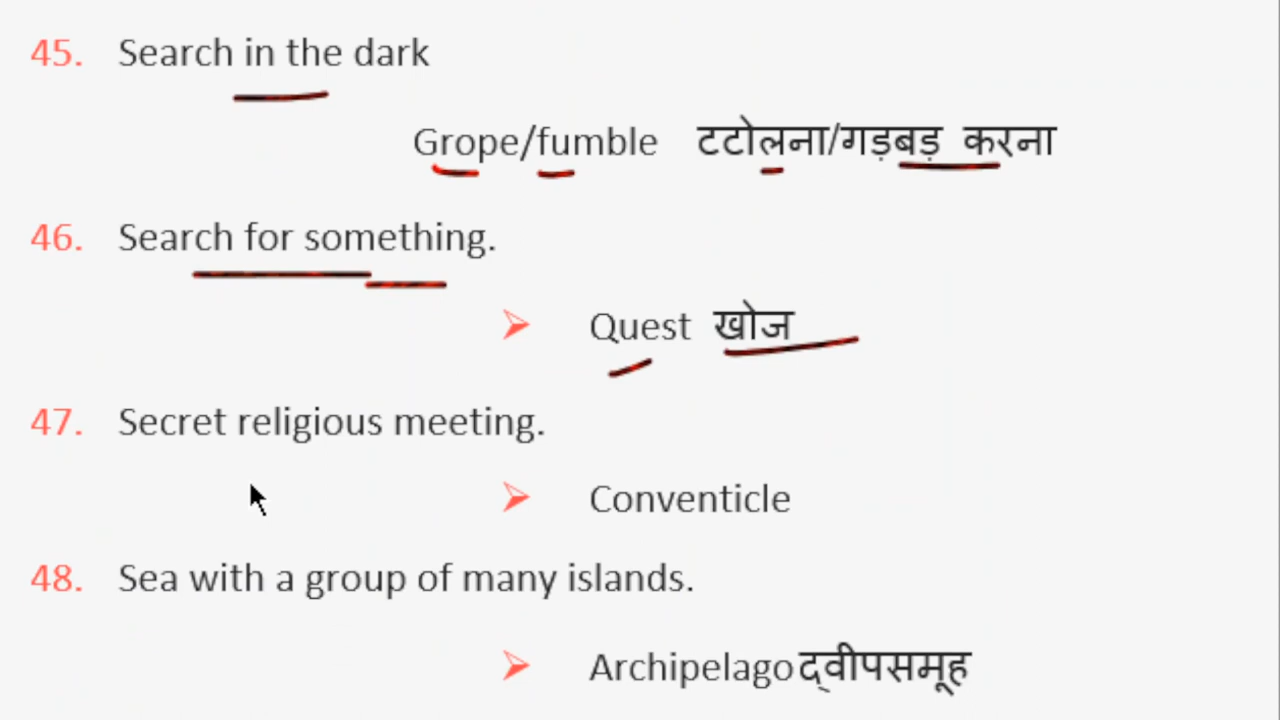 45. Search in the dark
Grope/fumble टटोलना/गड़बड़ करना
46. Search for something.
Quest खोज
47. Secret religious meeting.
Conventicle
48. Sea with a group of many islands.
Archipelago द्वीपसमूह